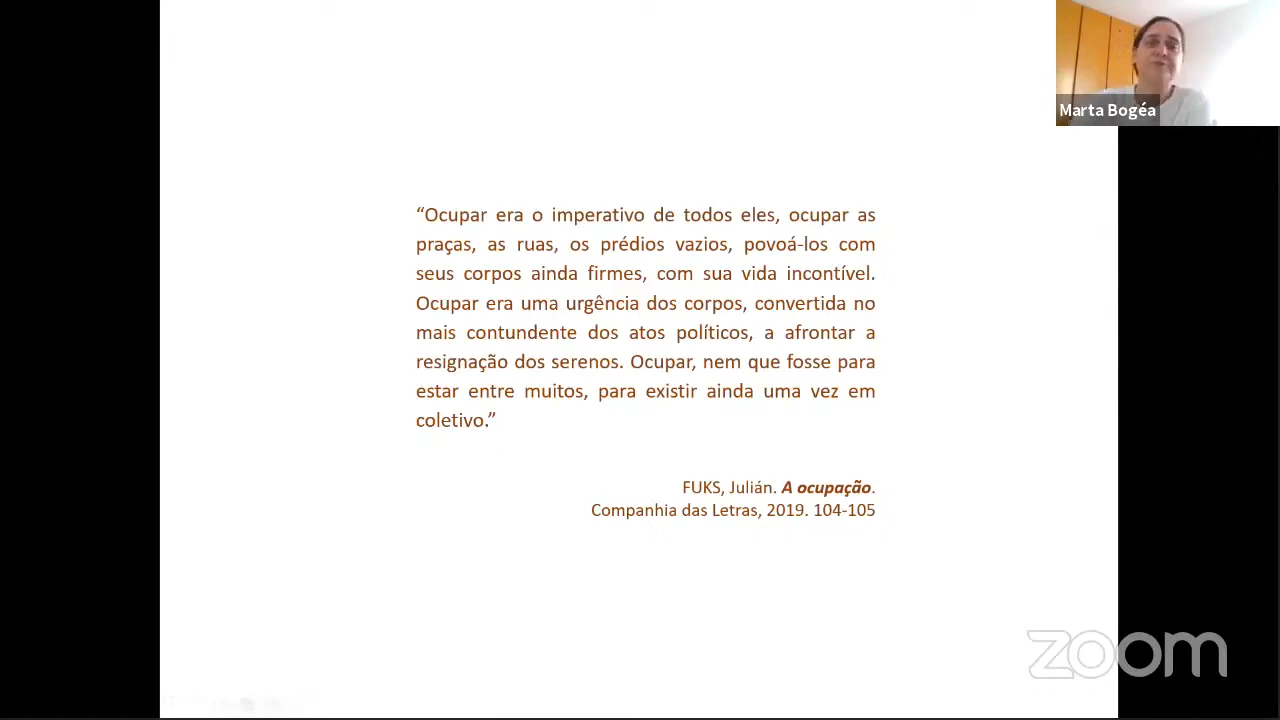 Marta Bogéa
“Ocupar era o imperativo de todos eles, ocupar as
praças, as ruas, os prédios vazios, povoá-los com
seus corpos ainda firmes, com sua vida incontível.
Ocupar era uma urgência dos corpos, convertida no
mais contundente dos atos políticos, a afrontar a
resignação dos serenos. Ocupar, nem que fosse para
estar entre muitos, para existir ainda uma vez em
coletivo.”
FUKS, Julián. A ocupação.
Companhia das Letras, 2019. 104-105
zoom